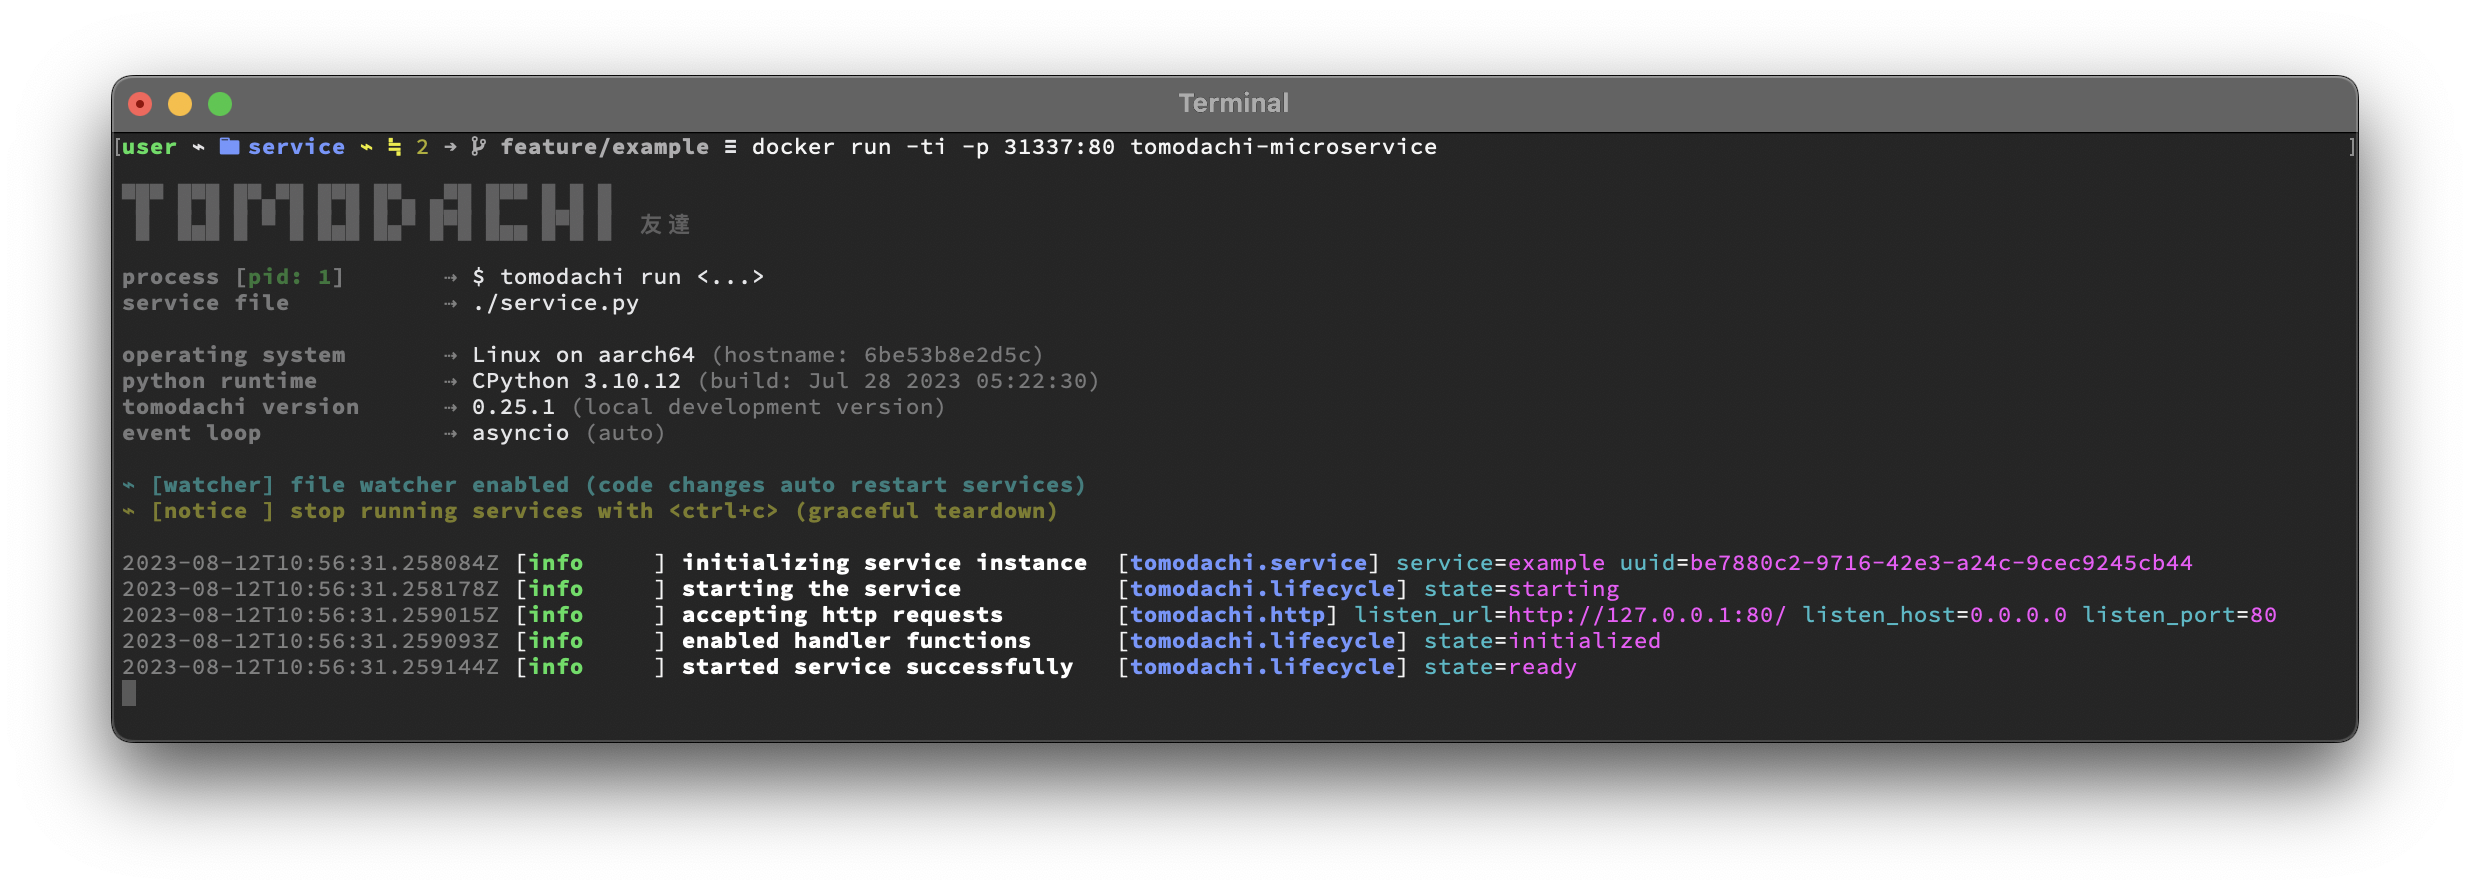 Terminal
[user ~ service ~ ≒ 2 → feature/example ≡ docker run -ti -p 31337:80 tomodachi-microservice ]
TOMODACHI 友達
process [pid: 1] ⇢ $ tomodachi run <...>
service file ⇢ ./service.py
operating system ⇢ Linux on aarch64 (hostname: 6be53b8e2d5c)
python runtime ⇢ CPython 3.10.12 (build: Jul 28 2023 05:22:30)
tomodachi version ⇢ 0.25.1 (local development version)
event loop ⇢ asyncio (auto)
⌁ [watcher] file watcher enabled (code changes auto restart services)
⌁ [notice ] stop running services with <ctrl+c> (graceful teardown)
2023-08-12T10:56:31.258084Z [info     ] initializing service instance  [tomodachi.service] service=example uuid=be7880c2-9716-42e3-a24c-9cec9245cb44
2023-08-12T10:56:31.258178Z [info     ] starting the service           [tomodachi.lifecycle] state=starting
2023-08-12T10:56:31.259015Z [info     ] accepting http requests        [tomodachi.http] listen_url=http://127.0.0.1:80/ listen_host=0.0.0.0 listen_port=80
2023-08-12T10:56:31.259093Z [info     ] enabled handler functions      [tomodachi.lifecycle] state=initialized
2023-08-12T10:56:31.259144Z [info     ] started service successfully   [tomodachi.lifecycle] state=ready